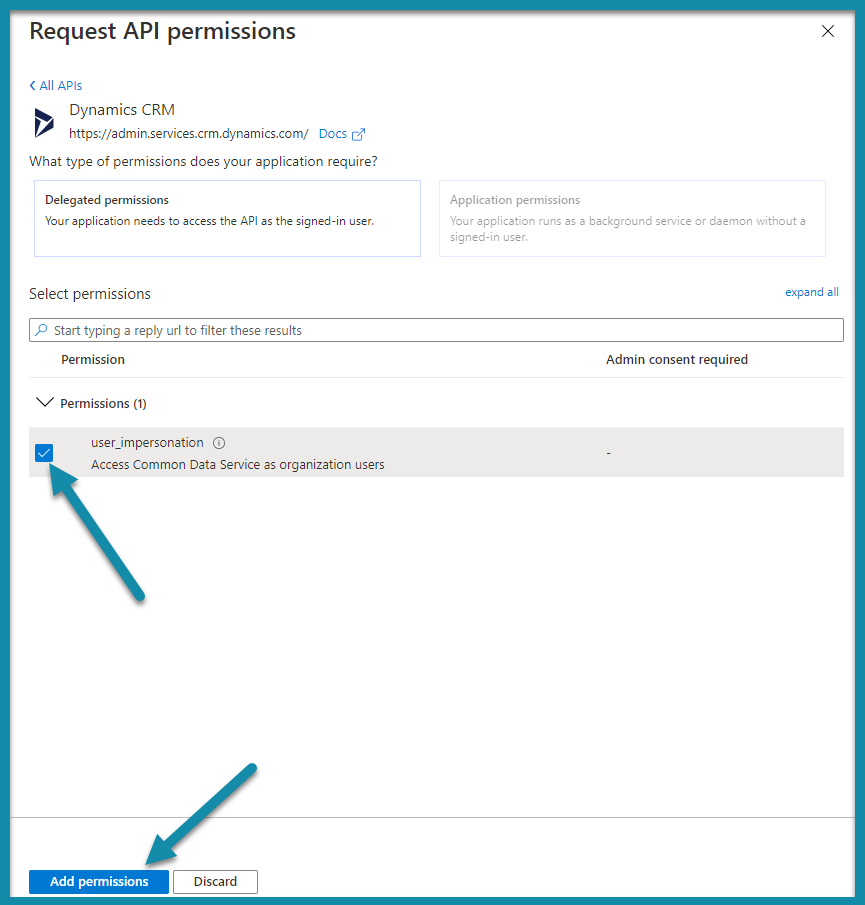 Request API permissions
All APIs
Dynamics CRM
https://admin.services.crm.dynamics.com/ Docs
What type of permissions does your application require?
Delegated permissions
Your application needs to access the API as the signed-in user.
Application permissions
Your application runs as a background service or daemon without a
signed-in user.
Select permissions
expand all
Start typing a reply url to filter these results
Permission
Admin consent required
Permissions (1)
user_impersonation
Access Common Data Service as organization users
-
Add permissions
Discard